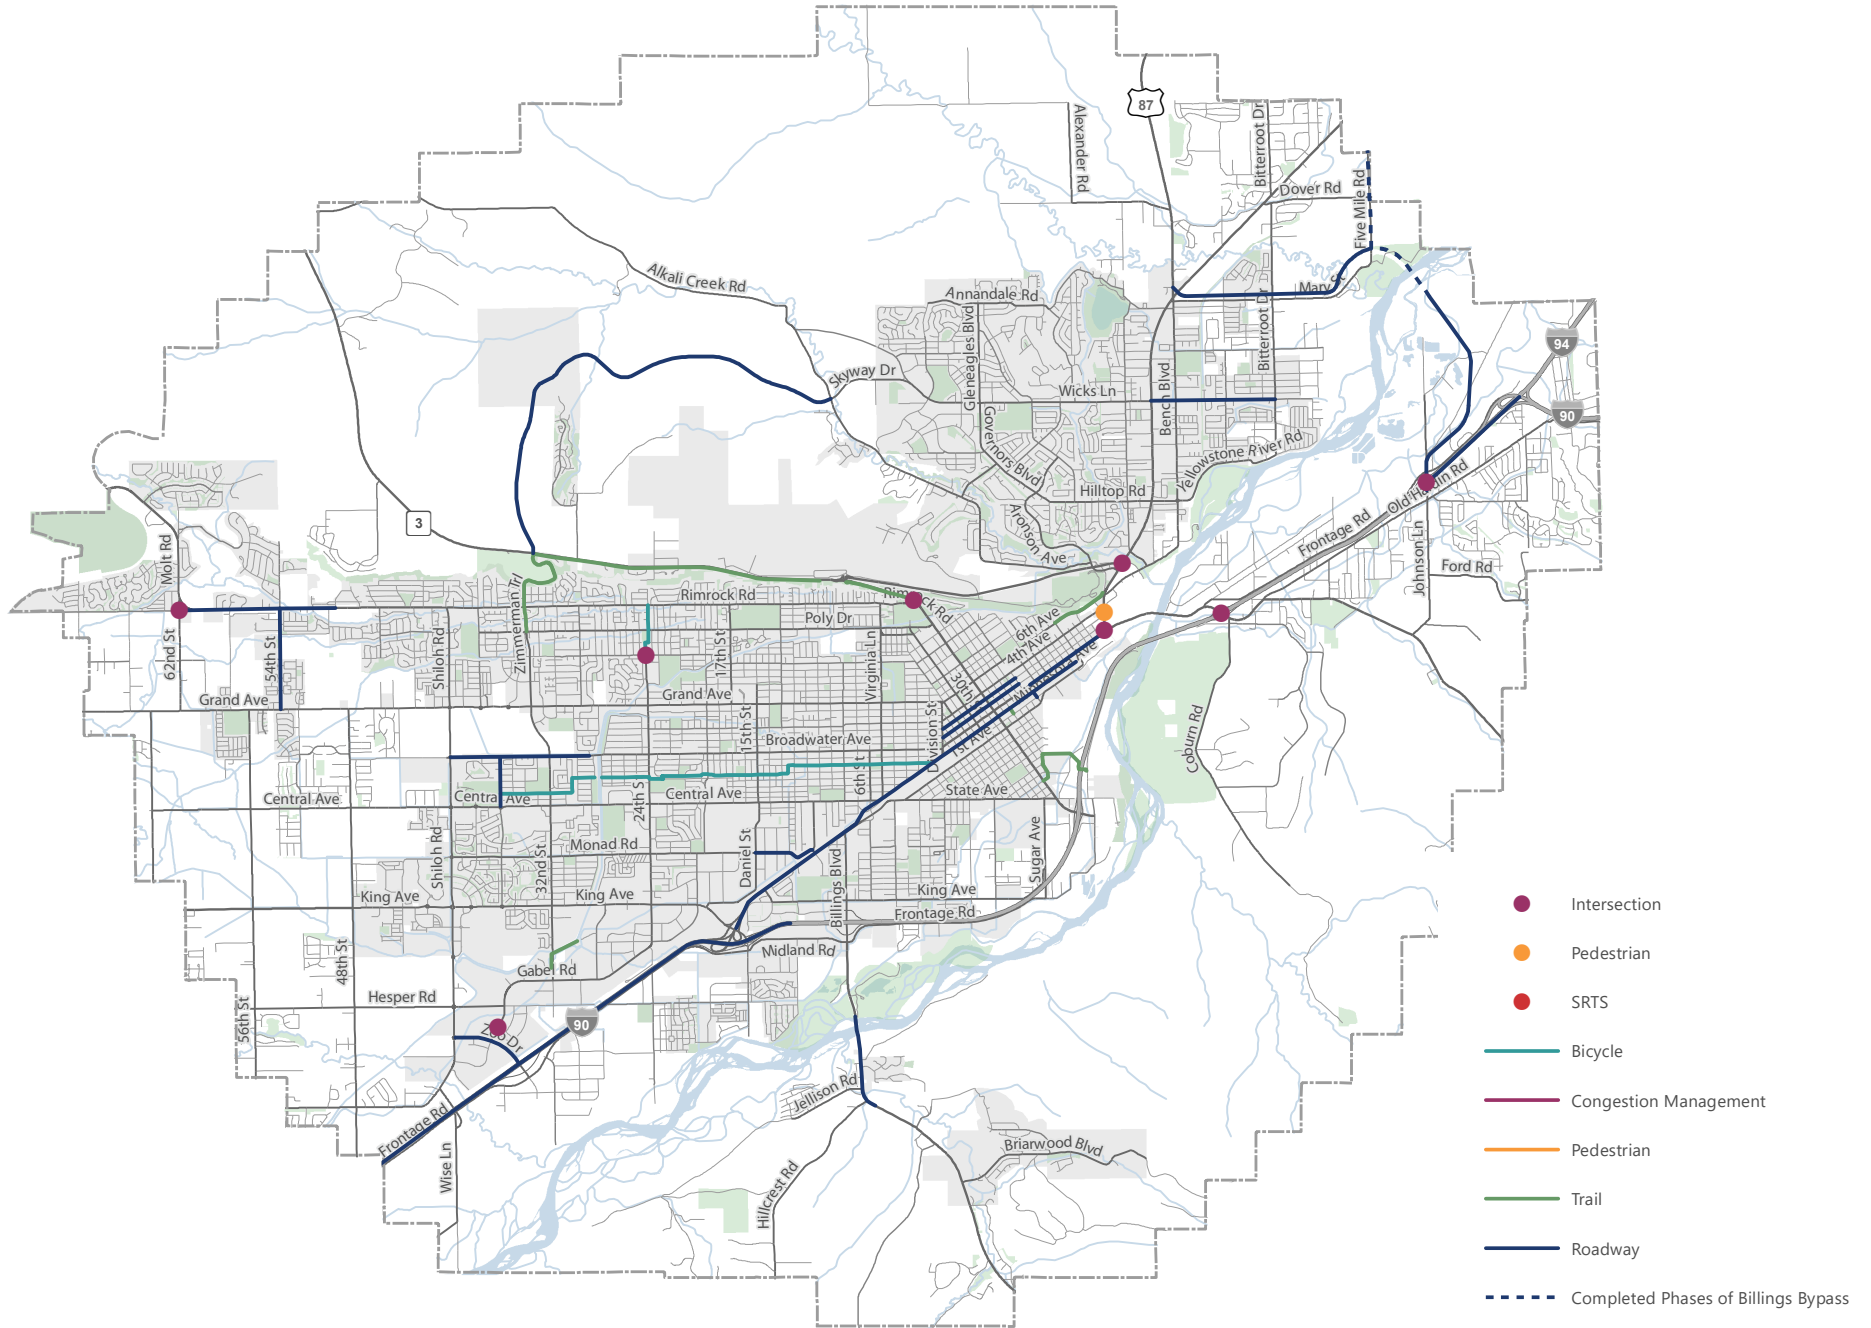 87
Alexander Rd
Bitterroot Dr
Dover Rd
Five Mile Rd
Alkali Creek Rd
Annandale Rd
Mary St
Bitterroot Dr
Gleneagles Blvd
94
Skyway Dr
Wicks Ln
Bench Blvd
90
Governors Blvd
Yellowstone River Rd
Hilltop Rd
Old Hardin Rd
3
Aronson Ave
Frontage Rd
Molt Rd
Johnson Ln
Ford Rd
Zimmerman Trl
Rimrock Rd
Rimrock Rd
Poly Dr
6th Ave
4th Ave
62nd St
54th St
Shiloh Rd
17th St
Virginia Ln
30th
Minnesota Ave
Grand Ave
Grand Ave
15th St
Division St
Broadwater Ave
1st Ave
Coburn Rd
6th St
Central Ave
Central Ave
24th S
Central Ave
State Ave
Shiloh Rd
32nd St
Monad Rd
Daniel St
Billings Blvd
Sugar Ave
King Ave
King Ave
King Ave
Frontage Rd
48th St
Midland Rd
Gabel Rd
Hesper Rd
56th St
Zoo Dr
90
Jellison Rd
Frontage Rd
Wise Ln
Hillcrest Rd
Briarwood Blvd
Intersection
Pedestrian
SRTS
Bicycle
Congestion Management
Pedestrian
Trail
Roadway
Completed Phases of Billings Bypass